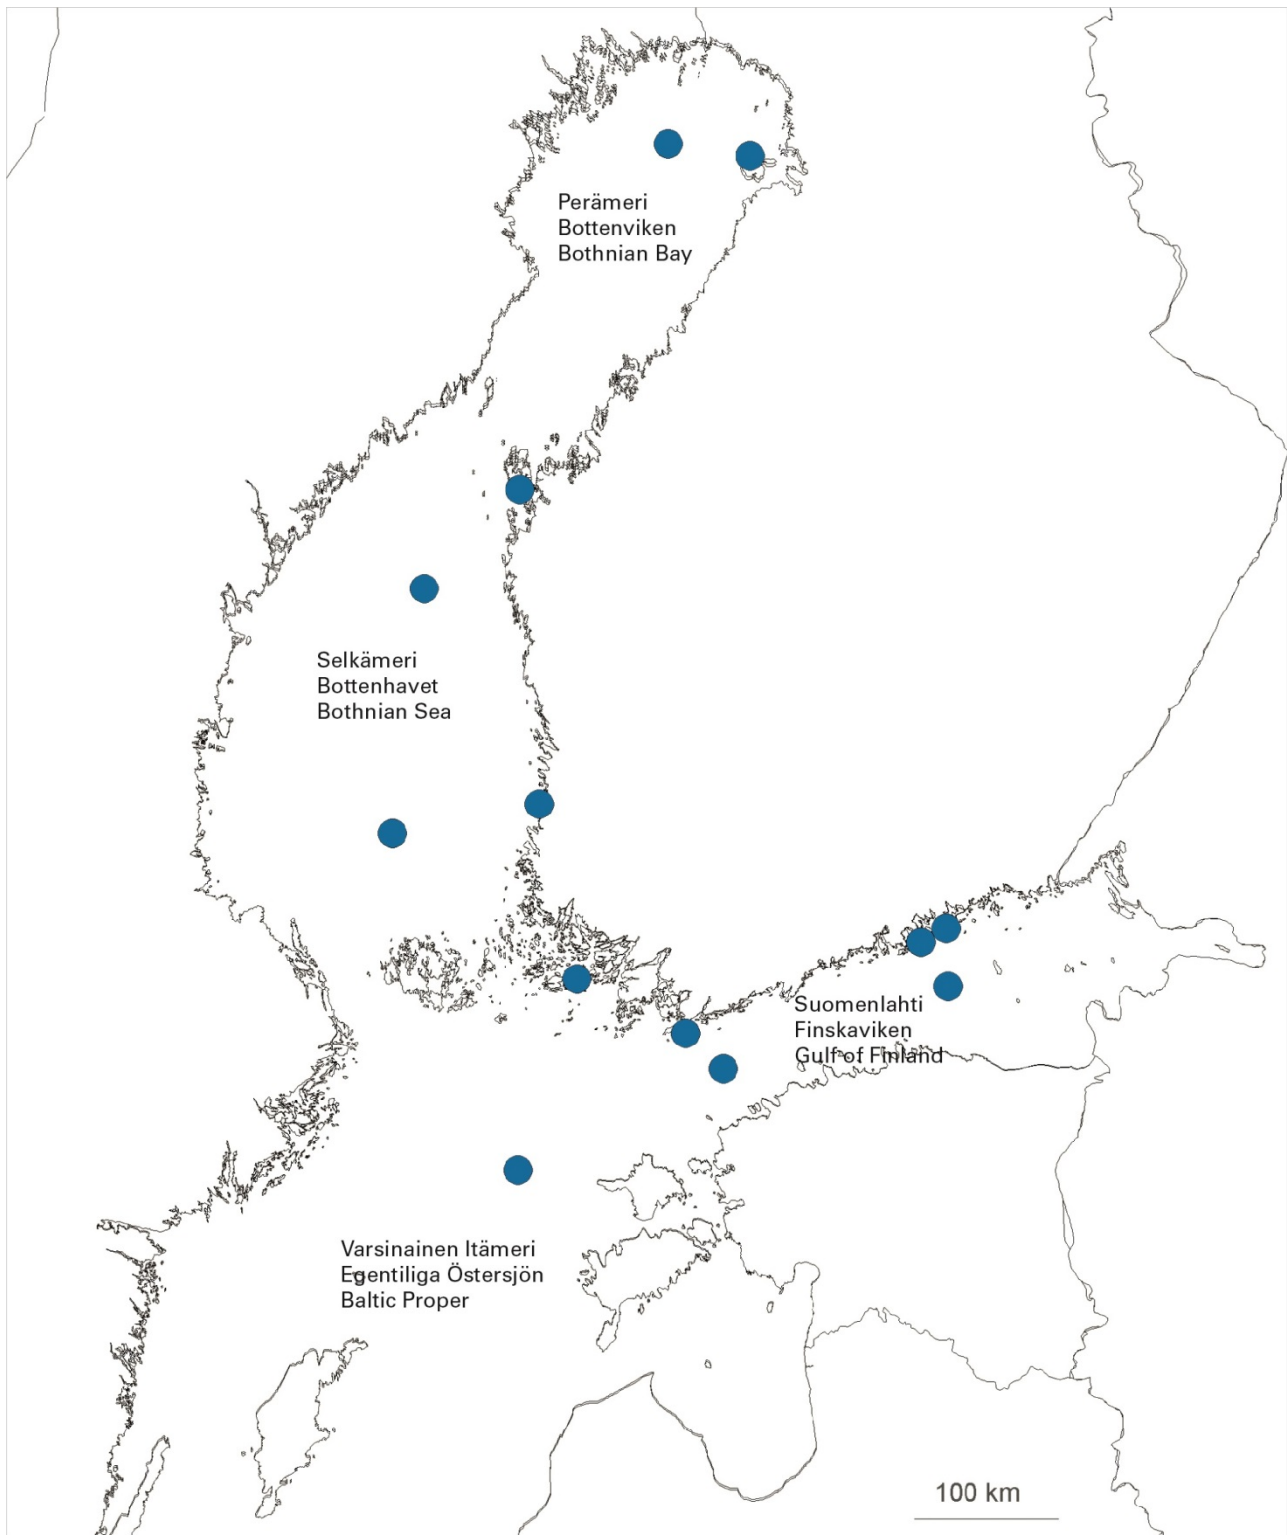 Perämeri
Bottenviken
Bothnian Bay
Selkämeri
Bottenhavet
Bothnian Sea
Suomenlahti
Finskaviken
Gulf of Finland
Varsinainen Itämeri
Egentiliga Östersjön
Baltic Proper
100 km